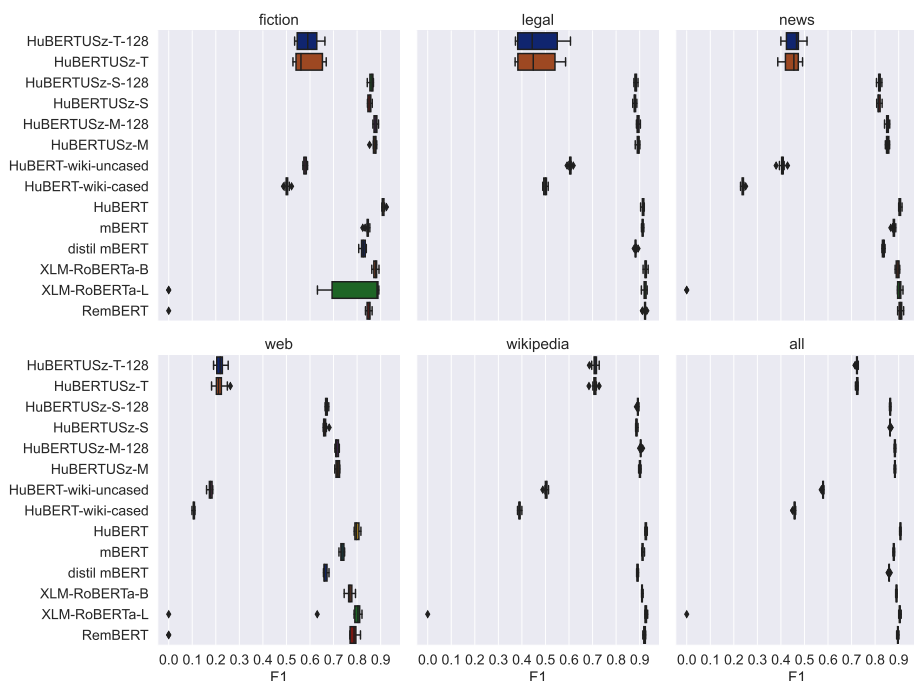 fiction
legal
news
HuBERTUSz-T-128
HuBERTUSz-T
HuBERTUSz-S-128
HuBERTUSz-S
HuBERTUSz-M-128
HuBERTUSz-M
HuBERT-wiki-uncased
HuBERT-wiki-cased
HuBERT
mBERT
distil mBERT
XLM-RoBERTa-B
XLM-RoBERTa-L
RemBERT
web
wikipedia
all
HuBERTUSz-T-128
HuBERTUSz-T
HuBERTUSz-S-128
HuBERTUSz-S
HuBERTUSz-M-128
HuBERTUSz-M
HuBERT-wiki-uncased
HuBERT-wiki-cased
HuBERT
mBERT
distil mBERT
XLM-RoBERTa-B
XLM-RoBERTa-L
RemBERT
0.0 0.1 0.2 0.3 0.4 0.5 0.6 0.7 0.8 0.9 0.0 0.1 0.2 0.3 0.4 0.5 0.6 0.7 0.8 0.9 0.0 0.1 0.2 0.3 0.4 0.5 0.6 0.7 0.8 0.9
F1 F1 F1